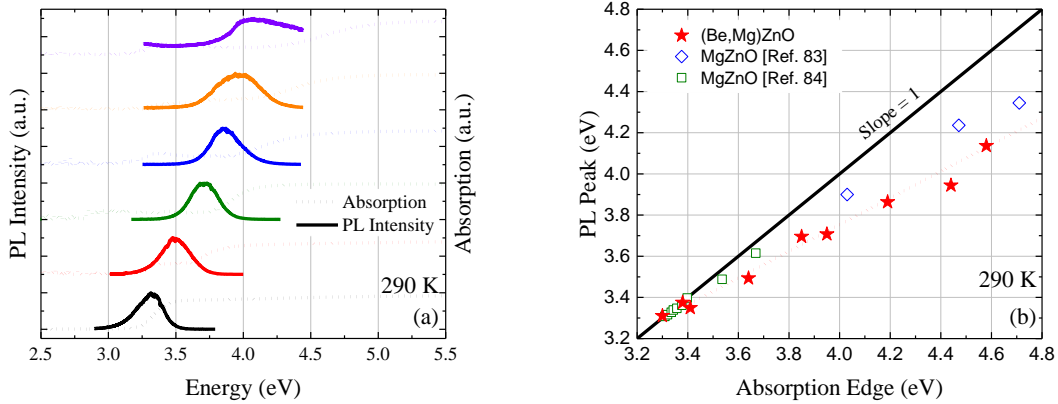 PL Intensity (a.u.)
Absorption
PL Intensity
290 K
(a)
2.5 3.0 3.5 4.0 4.5 5.0 5.5
Energy (eV)
Absorption (a.u.)
PL Peak (eV)
4.8
4.6
4.4
4.2
4.0
3.8
3.6
3.4
3.2
(Be,Mg)ZnO
MgZnO [Ref. 83]
MgZnO [Ref. 84]
Slope = 1
290 K
(b)
3.2 3.4 3.6 3.8 4.0 4.2 4.4 4.6 4.8
Absorption Edge (eV)